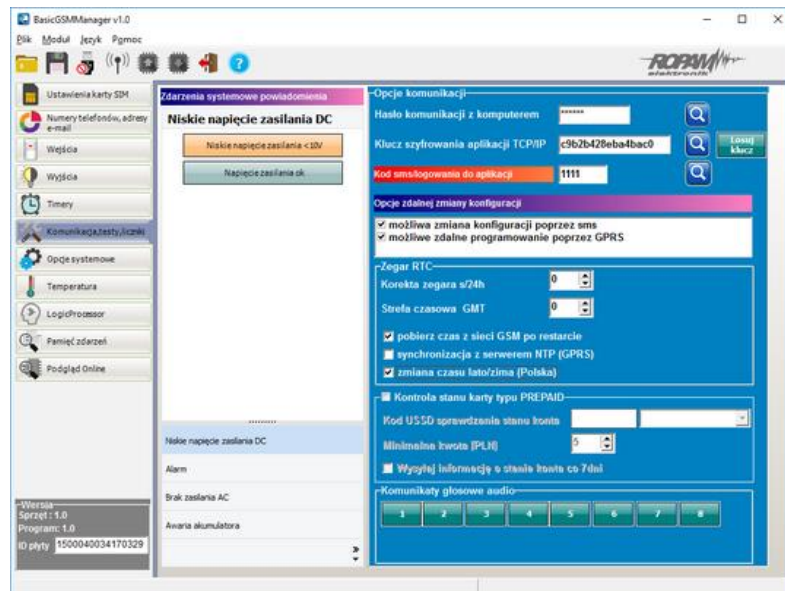 BasicGSMManager v1.0
Plik Moduł Język Pomoc
ROPAM
elektronik
Ustawienia karty SIM
Numery telefonów, adresy
e-mail
Wejścia
Wyjścia
Timery
Komunikacja,testy,liczniki
Opcje systemowe
Temperatura
LogicProcessor
Pamięć zdarzeń
Podgląd Online
Wersja
Sprzęt : 1.0
Program: 1.0
ID płyty 1500040034170329
Zdarzenia systemowe powiadomienia
Niskie napięcie zasilania DC
Niskie napięcie zasilania <10V
Napięcie zasilania ok
Niskie napięcie zasilania DC
Alarm
Brak zasilania AC
Awaria akumulatora
Opcje komunikacji
Hasło komunikacji z komputerem ******
Klucz szyfrowania aplikacji TCP/IP c9b2b428eba4bac0 Losuj
klucz
Kod sms/logowania do aplikacji 1111
Opcje zdalnej zmiany konfiguracji
możliwa zmiana konfiguracji poprzez sms
możliwe zdalne programowanie poprzez GPRS
Zegar RTC
Korekta zegara s/24h 0
Strefa czasowa GMT 0
pobierz czas z sieci GSM po restarcie
synchronizacja z serwerem NTP (GPRS)
zmiana czasu lato/zima (Polska)
Kontrola stanu karty typu PREPAID
Kod USSD sprawdzania stanu konta
Minimalna kwota (PLN) 5
Wysyłaj informację o stanie konta co 7dni
Komunikaty głosowe audio
1 2 3 4 5 6 7 8